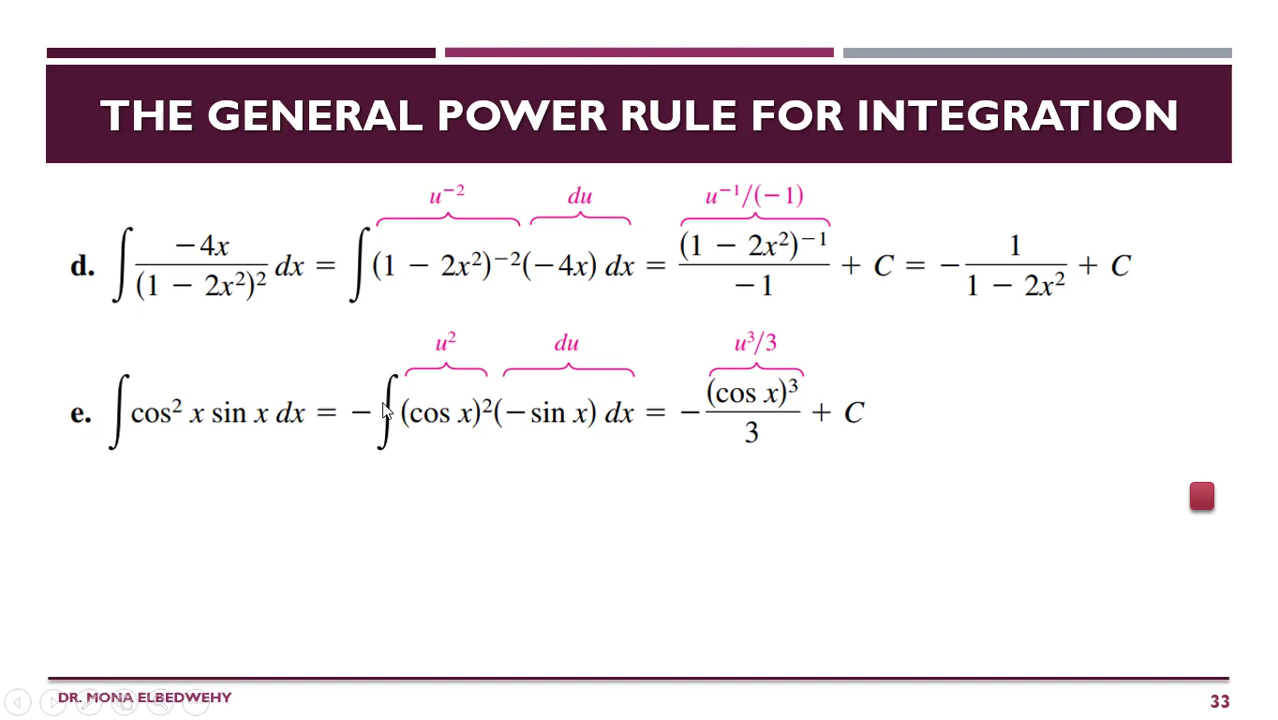 THE GENERAL POWER RULE FOR INTEGRATION
u⁻² du u⁻¹/(−1)
d. ∫ −4x/(1 − 2x²)² dx = ∫ (1 − 2x²)⁻²(−4x) dx = (1 − 2x²)⁻¹/−1 + C = − 1/(1 − 2x²) + C
u² du u³/3
e. ∫ cos² x sin x dx = − ∫ (cos x)²(− sin x) dx = − (cos x)³/3 + C
DR. MONA ELBEDWEHY 33